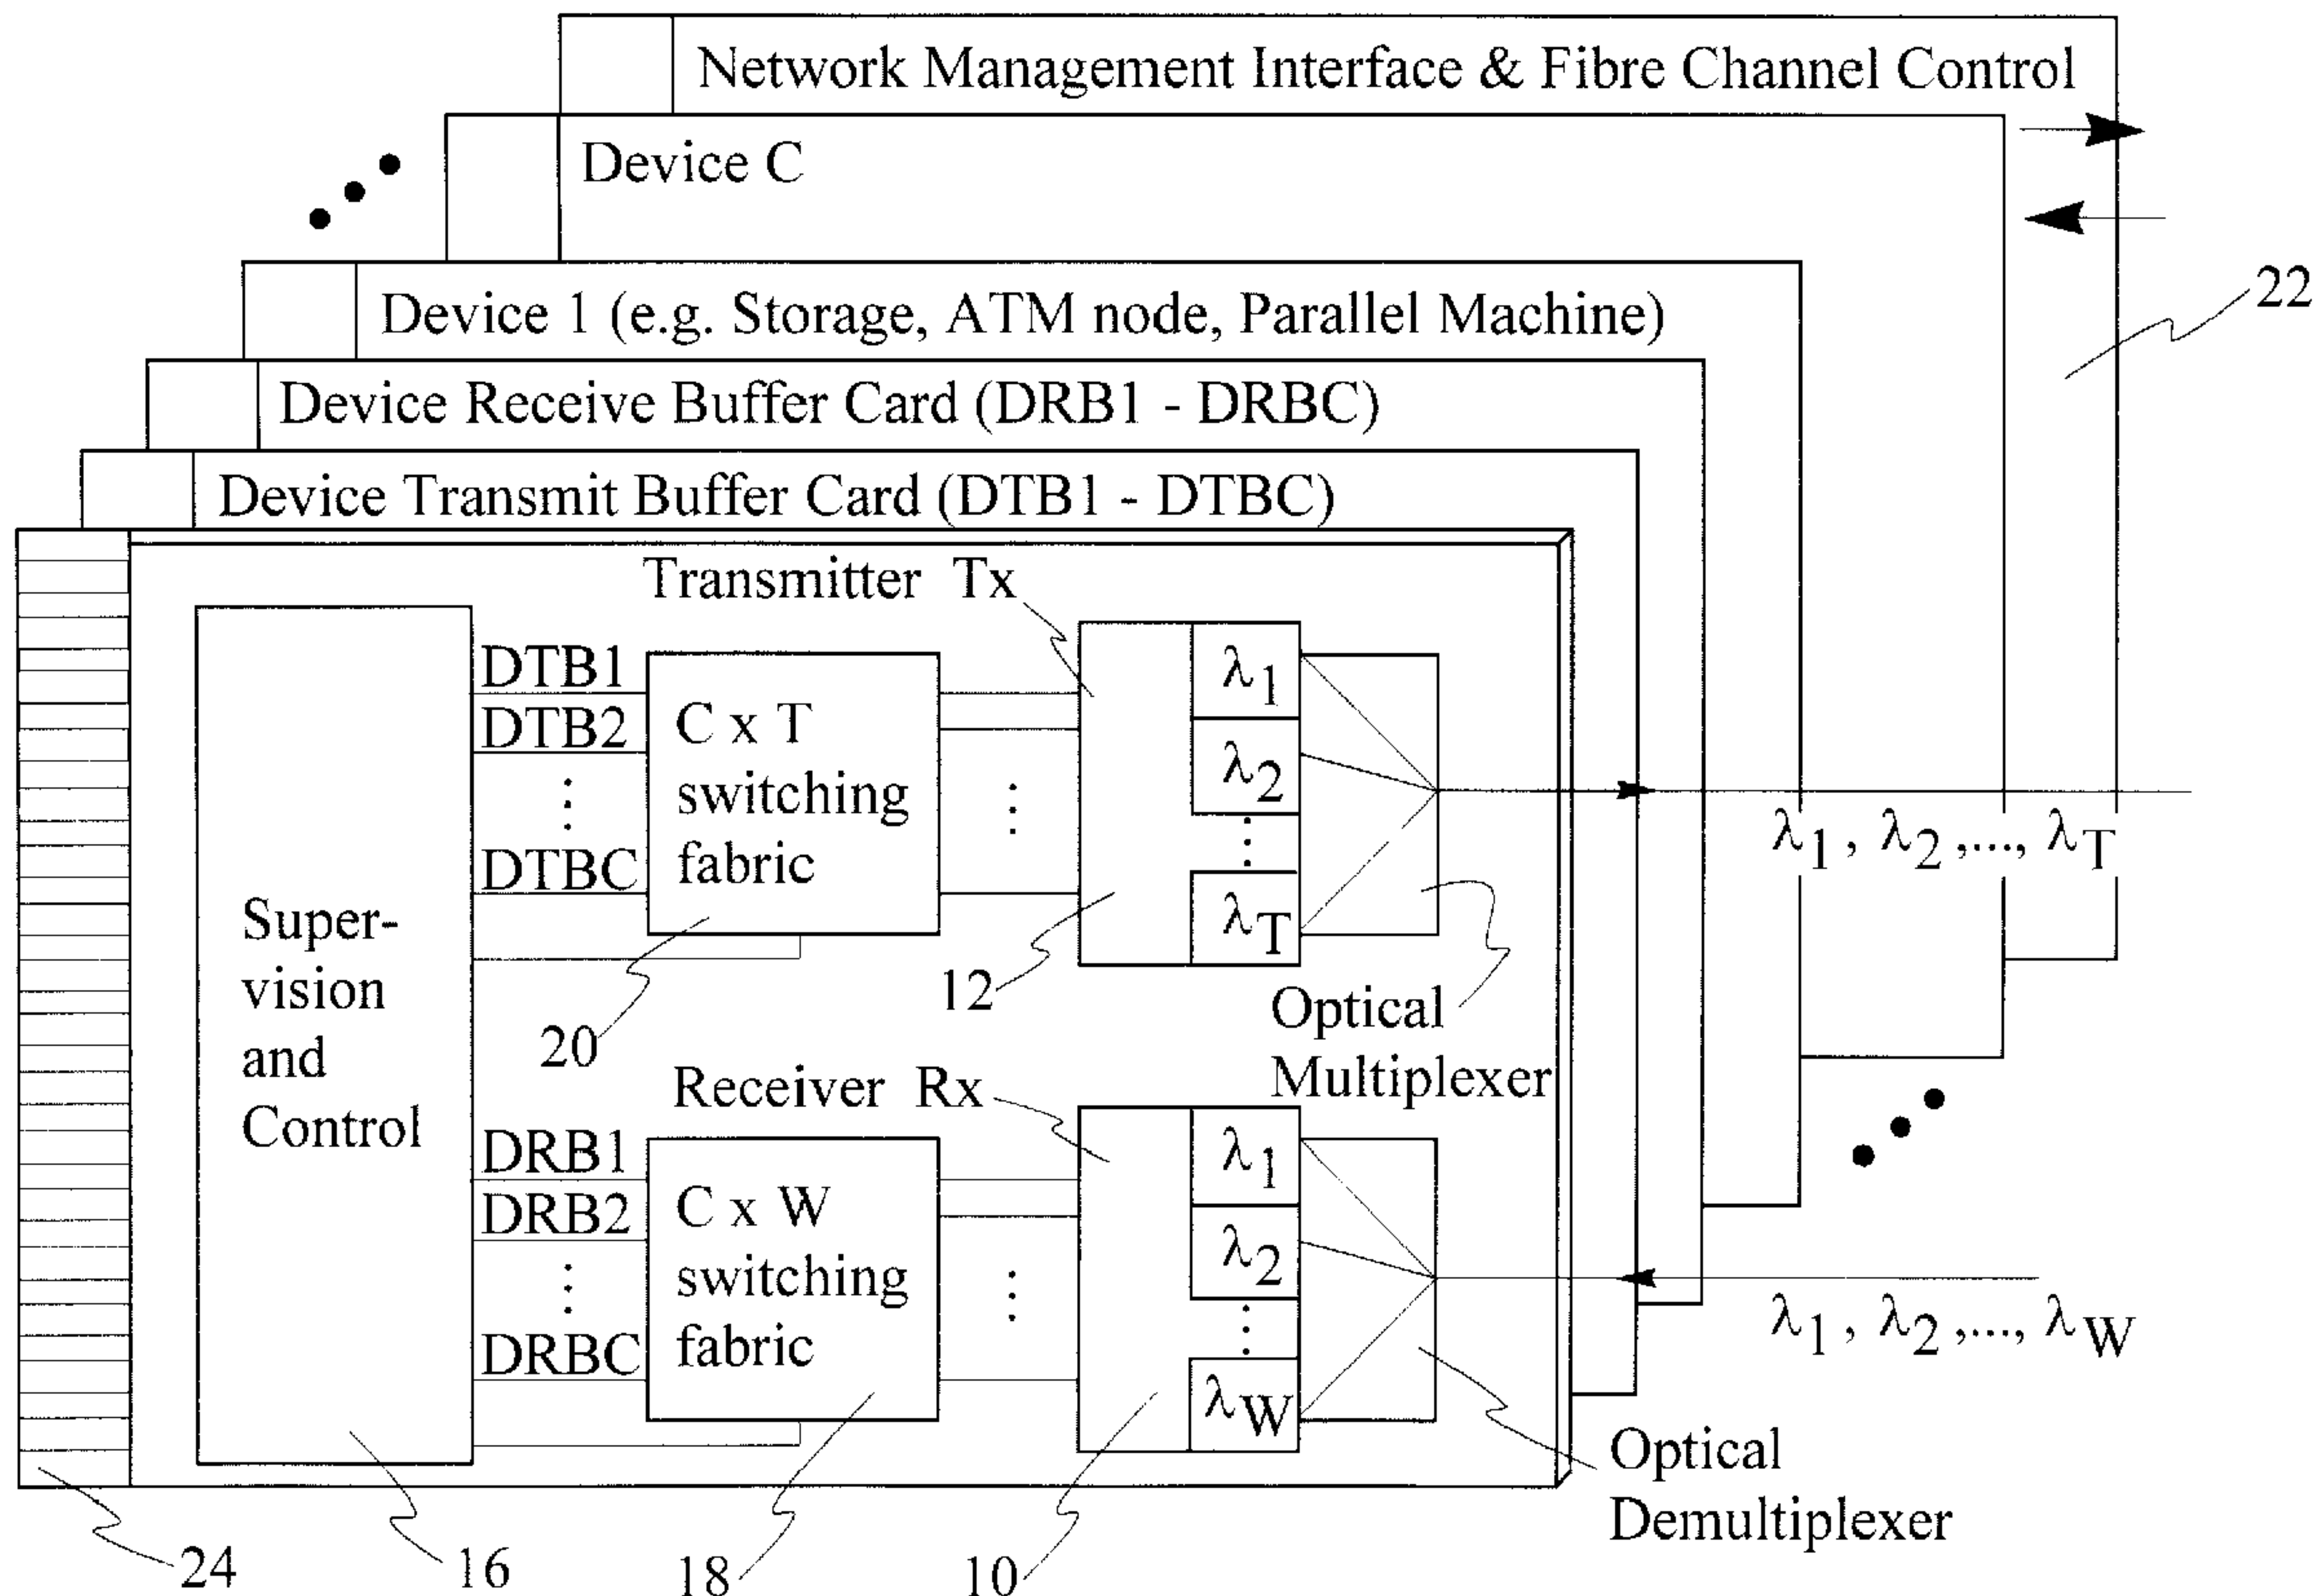 Network Management Interface & Fibre Channel Control
Device C
Device 1 (e.g. Storage, ATM node, Parallel Machine)
22
Device Receive Buffer Card (DRB1 - DRBC)
Device Transmit Buffer Card (DTB1 - DTBC)
Transmitter Tx
DTB1
DTB2
DTBC
C x T
switching
fabric
λ1
λ2
λT
λ1, λ2,..., λT
Super-
vision
and
Control
20
12
Optical
Multiplexer
Receiver Rx
DRB1
DRB2
DRBC
C x W
switching
fabric
λ1
λ2
λW
λ1, λ2,..., λW
Optical
Demultiplexer
24
16
18
10